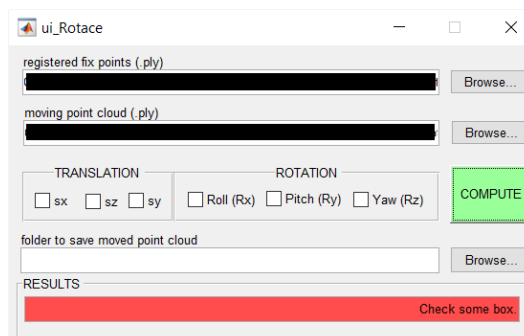 ui_Rotace
registered fix points (.ply)
Browse...
moving point cloud (.ply)
Browse...
TRANSLATION ROTATION
sx sz sy Roll (Rx) Pitch (Ry) Yaw (Rz) COMPUTE
folder to save moved point cloud
Browse...
RESULTS
Check some box.